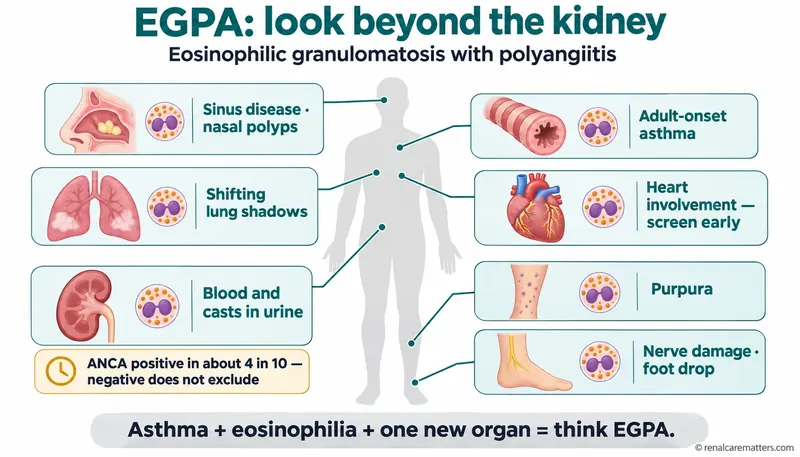 EGPA: look beyond the kidney
Eosinophilic granulomatosis with polyangiitis
Sinus disease ·
nasal polyps
Shifting
lung shadows
Blood and
casts in urine
ANCA positive in about 4 in 10 —
negative does not exclude
Adult-onset
asthma
Heart
involvement —
screen early
Purpura
Nerve damage ·
foot drop
Asthma + eosinophilia + one new organ = think EGPA.
© renalcarematters.com